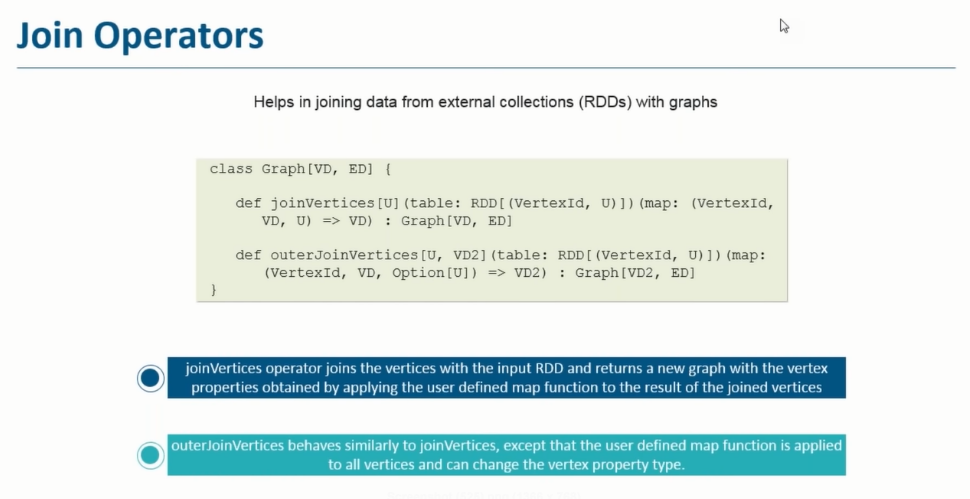 Join Operators
Helps in joining data from external collections (RDDs) with graphs
class Graph[VD, ED] {
def joinVertices[U](table: RDD[(VertexId, U)])(map: (VertexId,
VD, U) => VD) : Graph[VD, ED]
def outerJoinVertices[U, VD2](table: RDD[(VertexId, U)])(map:
(VertexId, VD, Option[U]) => VD2) : Graph[VD2, ED]
}
joinVertices operator joins the vertices with the input RDD and returns a new graph with the vertex
properties obtained by applying the user defined map function to the result of the joined vertices
outerJoinVertices behaves similarly to joinVertices, except that the user defined map function is applied
to all vertices and can change the vertex property type.